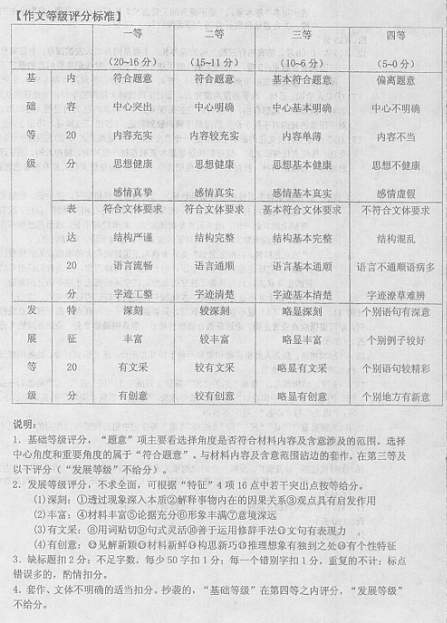 【作文等级评分标准】
一等 二等 三等 四等
(20-16 分) (15-11 分) (10-6 分) (5-0 分)
基 内 符合题意 符合题意 基本符合题意 偏离题意
础 容 中心突出 中心明确 中心基本明确 中心不明确
等 20 内容充实 内容较充实 内容单薄 内容不当
级 分 思想健康 思想健康 思想基本健康 思想不健康
感情真挚 感情真实 感情基本真实 感情虚假
表 符合文体要求 符合文体要求 基本符合文体要求 不符合文体要求
达 结构严谨 结构完整 结构基本完整 结构混乱
20 语言流畅 语言通顺 语言基本通顺 语言不通顺语病多
分 字迹工整 字迹清楚 字迹基本清楚 字迹潦草难辨
发 特 深刻 较深刻 略显深刻 个别语句有深意
展 征 丰富 较丰富 略显丰富 个别例子较好
等 20 有文采 较有文采 略显有文采 个别语句较精彩
级 分 有创意 较有创意 略显有创意 个别地方有新意
说明：
1．基础等级评分，“题意”项主要看选择角度是否符合材料内容及含意涉及的范围。选择
中心角度和重要角度的属于“符合题意”。与材料内容及含意范围沾边的套作，在第三等及
以下评分（“发展等级”不给分）。
2．发展等级评分，不求全面，可根据“特征”4 项 16 点中若干突出点评分。
(1)深刻：①透过现象深入本质②解释事物内在的因果关系③观点具有启发作用
(2)丰富：④材料丰富⑤论据充分⑥形象丰满⑦意境深远
(3)有文采：⑧用词贴切⑨句式灵活⑩善于运用修辞手法⑪文句有表现力
(4)有创意：⑫见解新颖⑬材料新鲜⑭构思新巧⑮推理想象有独到之处⑯有个性特征
3．缺标题扣 2 分；不足字数，每少 50 字扣 1 分；每一个错别字扣 1 分，重复的不计；标点
错误多的，酌情扣分。
4．套作、文体不明确的适当扣分。抄袭的，“基础等级”在第四等之内评分，“发展等级”
不给分。